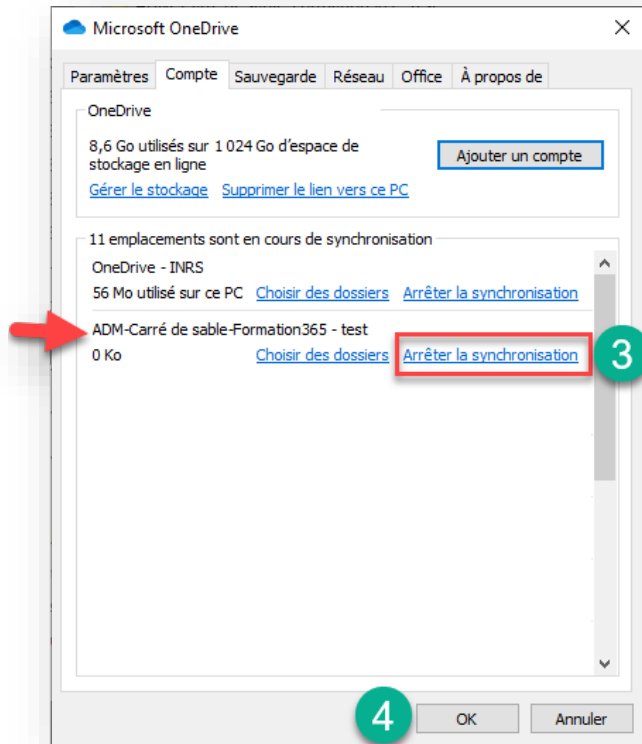 Microsoft OneDrive
Paramètres Compte Sauvegarde Réseau Office À propos de
OneDrive
8,6 Go utilisés sur 1 024 Go d'espace de
stockage en ligne
Ajouter un compte
Gérer le stockage Supprimer le lien vers ce PC
11 emplacements sont en cours de synchronisation
OneDrive - INRS
56 Mo utilisé sur ce PC Choisir des dossiers Arrêter la synchronisation
ADM-Carré de sable-Formation365 - test
0 Ko Choisir des dossiers Arrêter la synchronisation 3
4 OK Annuler